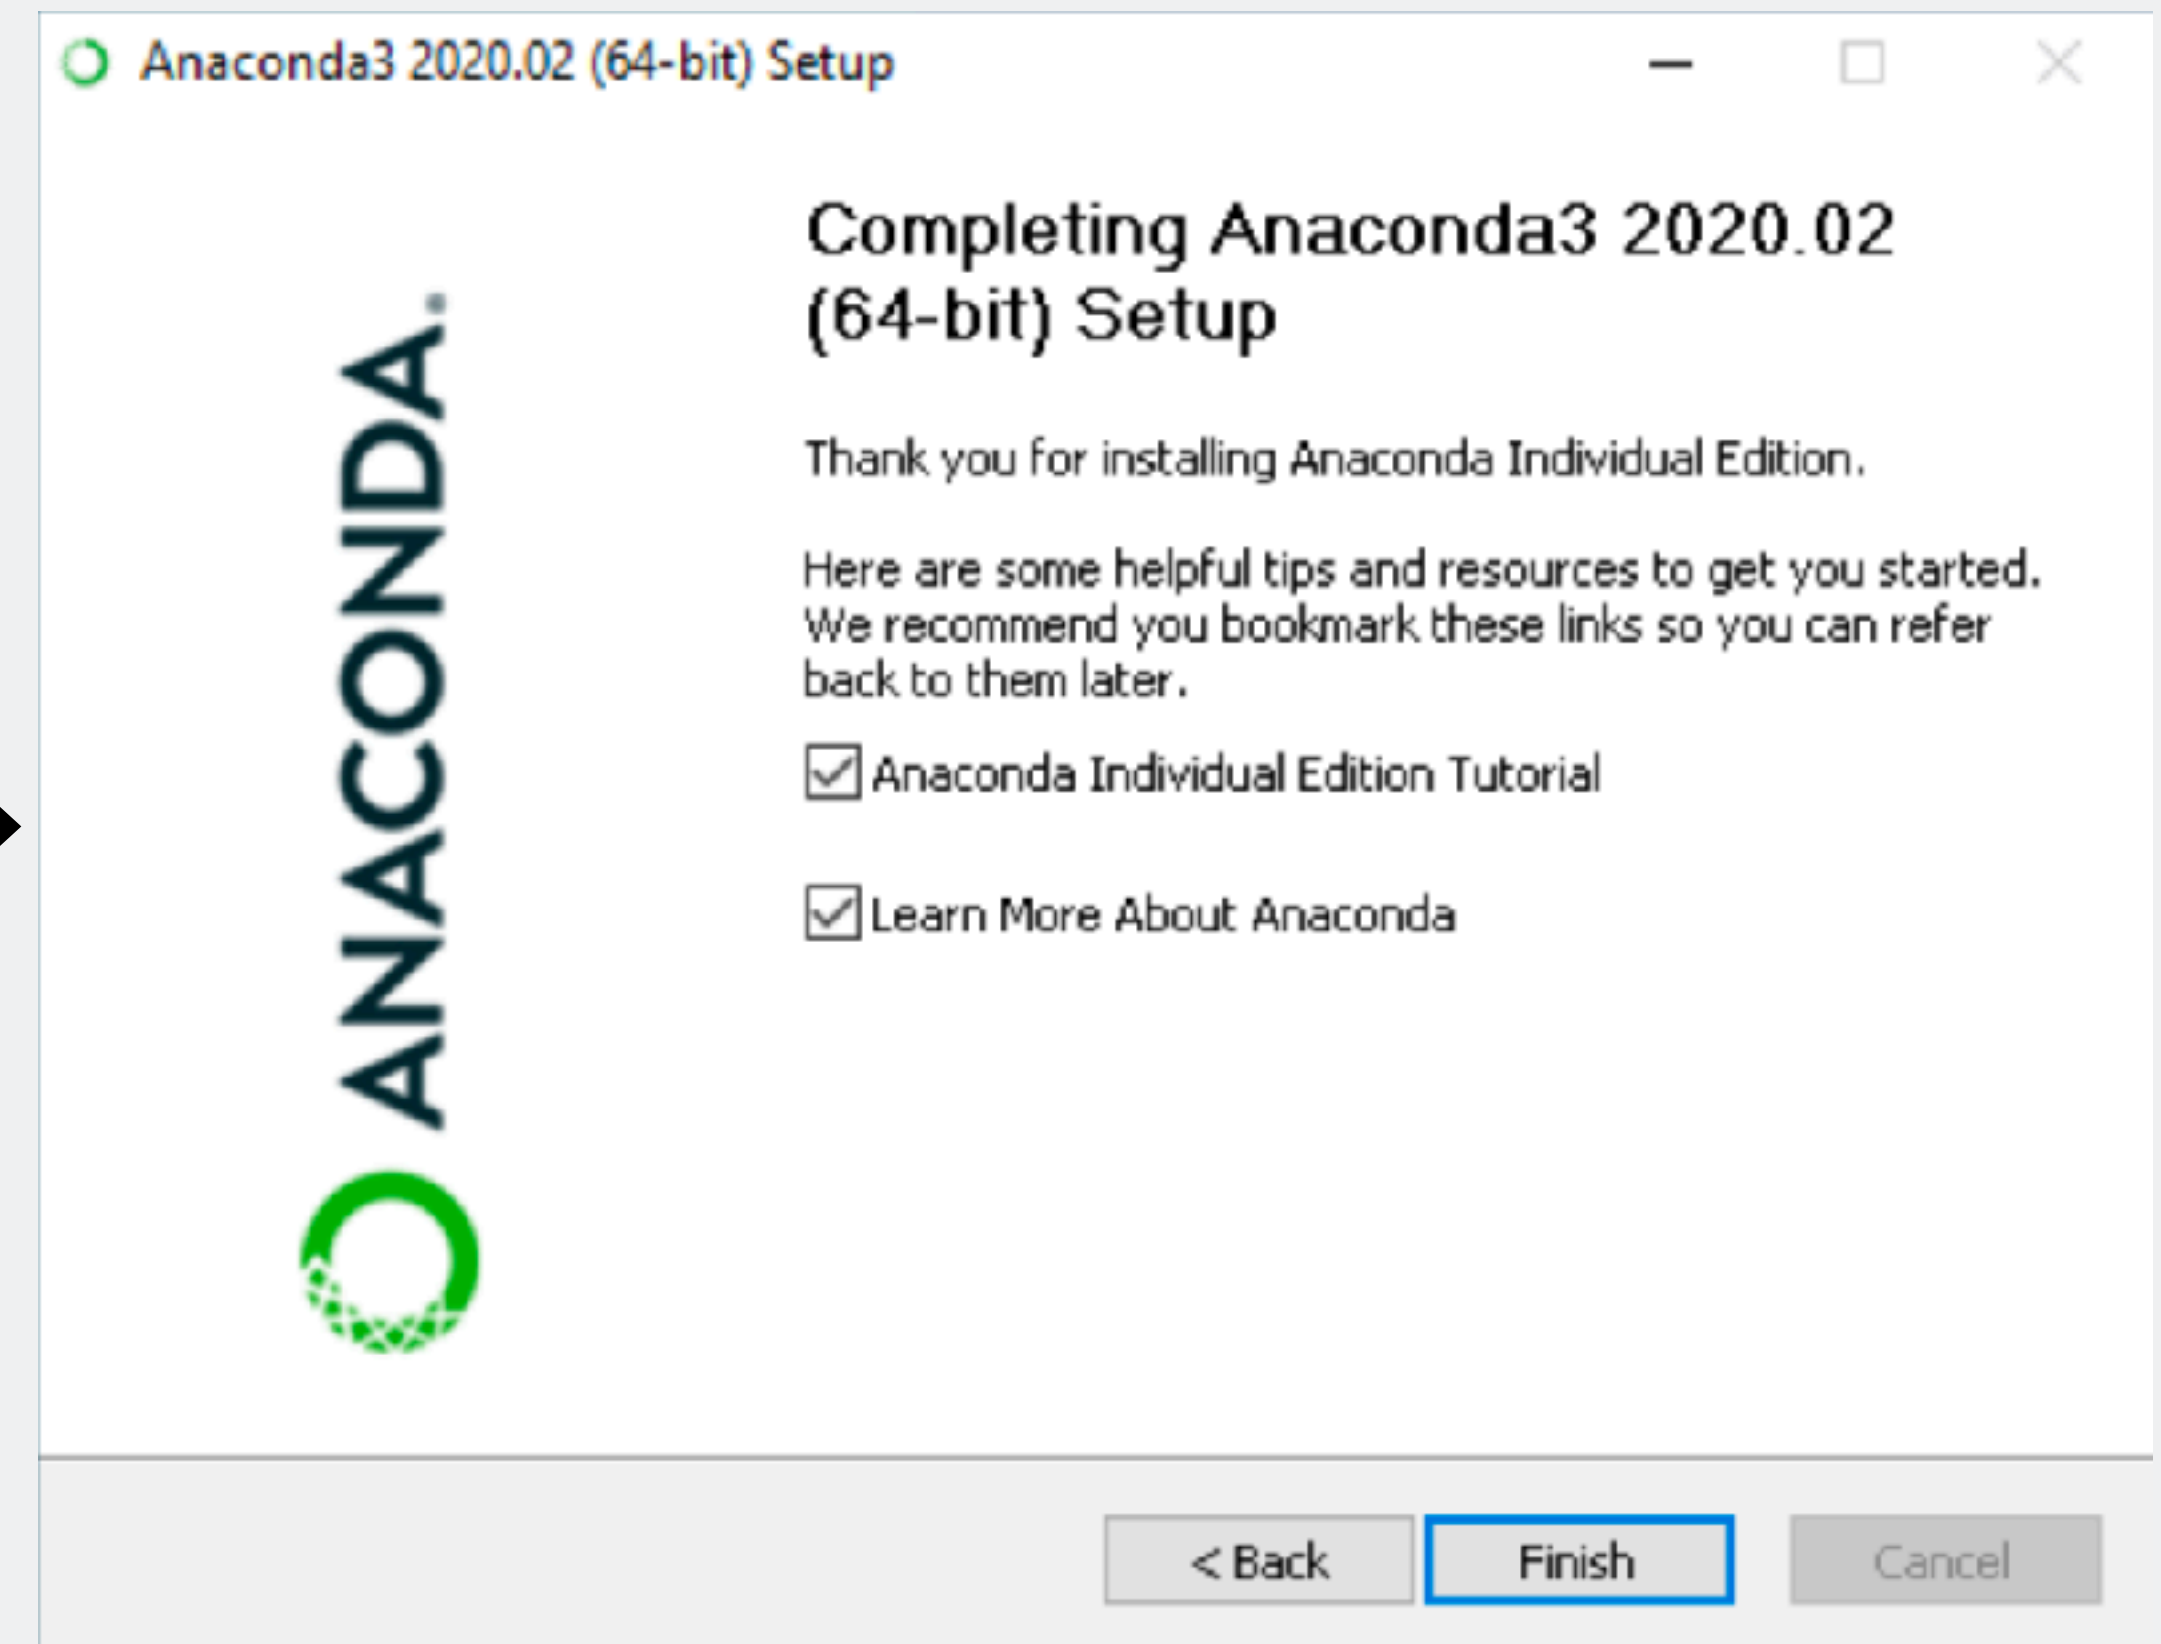 Anaconda3 2020.02 (64-bit) Setup
Completing Anaconda3 2020.02
(64-bit) Setup
ANACONDA.
Thank you for installing Anaconda Individual Edition.
Here are some helpful tips and resources to get you started.
We recommend you bookmark these links so you can refer
back to them later.
Anaconda Individual Edition Tutorial
Learn More About Anaconda
< Back
Finish
Cancel